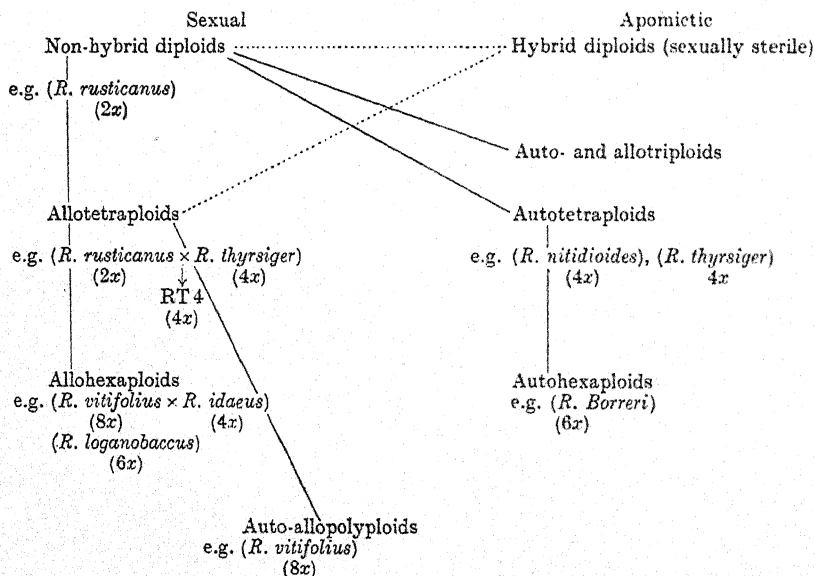 Sexual Apomictic
Non-hybrid diploids Hybrid diploids (sexually sterile)
e.g. (R. rusticanus)
(2x)
Auto- and allotriploids
Allotetraploids Autotetraploids
e.g. (R. rusticanus × R. thyrsiger) e.g. (R. nitidioides), (R. thyrsiger)
(2x) ↓ (4x) (4x) 4x
RT 4
(4x)
Allohexaploids Autohexaploids
e.g. (R. vitifolius × R. idaeus) e.g. (R. Borreri)
(8x) (4x) (6x)
(R. loganobaccus)
(6x)
Auto-allopolyploids
e.g. (R. vitifolius)
(8x)